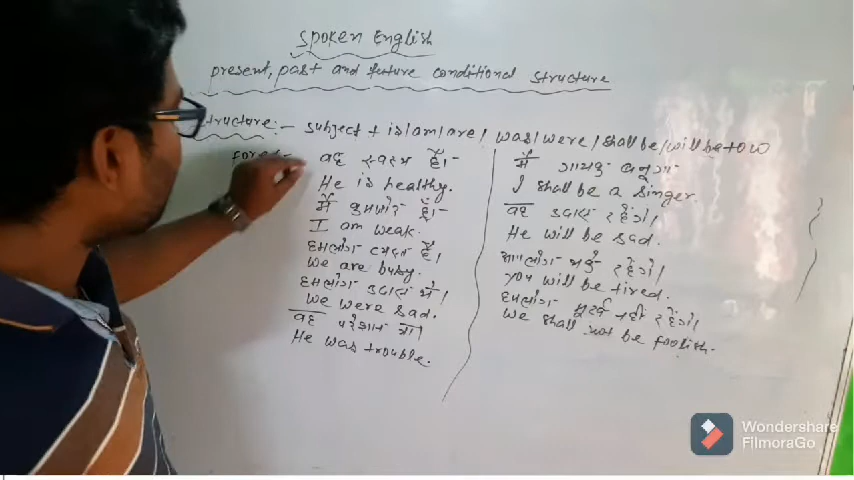 Spoken English
present, past and future conditional structure
structure:- subject + is/am/are/ was/were/shall be/will be + o w
वह स्वस्थ हैं।-
He is healthy.
मैं कमजोर हूँ।-
I am weak.
हमलोग व्यस्त हैं।
We are busy.
हमलोग उदास थे।
We were sad.
वह परेशान था।
He was trouble.
मैं गायक बनूंगा-
I shall be a singer.
वह उदास रहेंगे।
He will be sad.
आपलोग थके रहेंगे।
you will be tired.
हमलोग मूर्ख नहीं रहेंगे।
We shall not be foolish.
Wondershare
FilmoraGo